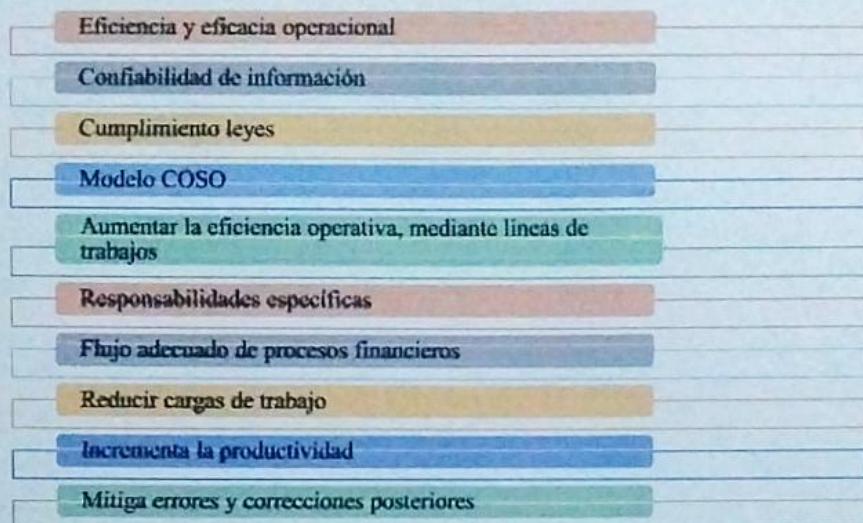 Eficiencia y eficacia operacional
Confiabilidad de información
Cumplimiento leyes
Modelo COSO
Aumentar la eficiencia operativa, mediante lineas de
trabajos
Responsabilidades específicas
Flujo adecuado de procesos financieros
Reducir cargas de trabajo
Incrementa la productividad
Mitiga errores y correcciones posteriores